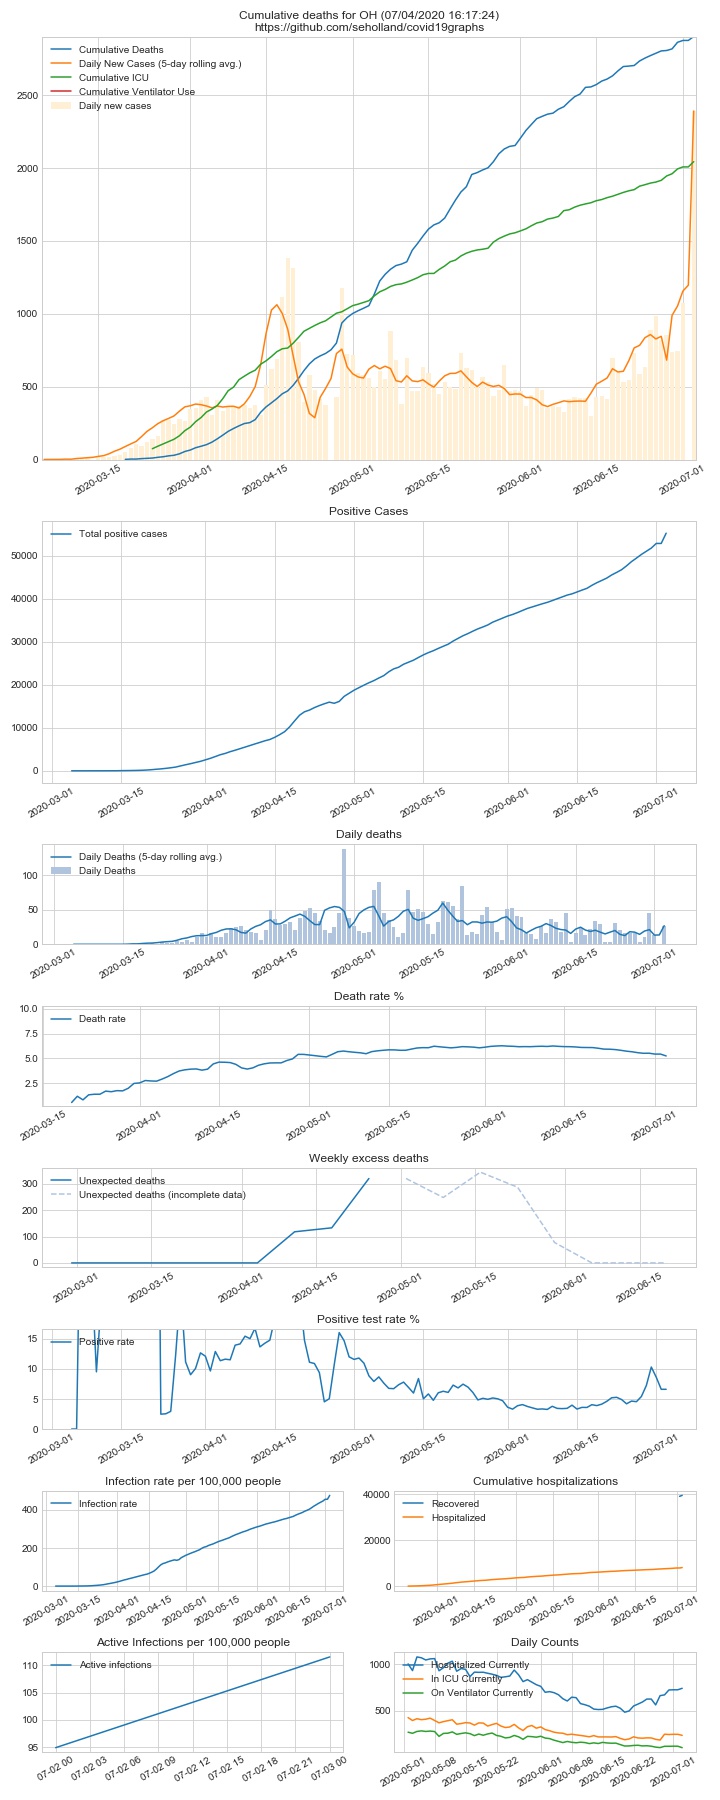 Cumulative deaths for OH (07/04/2020 16:17:24)
https://github.com/seholland/covid19graphs
Cumulative Deaths
Daily New Cases (5-day rolling avg.)
Cumulative ICU
Cumulative Ventilator Use
Daily new cases
2500
2000
1500
1000
500
0
2020-03-15 2020-04-01 2020-04-15 2020-05-01 2020-05-15 2020-06-01 2020-06-15 2020-07-01
Positive Cases
Total positive cases
50000
40000
30000
20000
10000
0
2020-03-01 2020-03-15 2020-04-01 2020-04-15 2020-05-01 2020-05-15 2020-06-01 2020-06-15 2020-07-01
Daily deaths
Daily Deaths (5-day rolling avg.)
Daily Deaths
100
50
0
2020-03-01 2020-03-15 2020-04-01 2020-04-15 2020-05-01 2020-05-15 2020-06-01 2020-06-15 2020-07-01
Death rate %
Death rate
10.0
7.5
5.0
2.5
2020-03-15 2020-04-01 2020-04-15 2020-05-01 2020-05-15 2020-06-01 2020-06-15 2020-07-01
Weekly excess deaths
Unexpected deaths
Unexpected deaths (incomplete data)
300
200
100
0
2020-03-01 2020-03-15 2020-04-01 2020-04-15 2020-05-01 2020-05-15 2020-06-01 2020-06-15
Positive test rate %
Positive rate
15
10
5
0
2020-03-01 2020-03-15 2020-04-01 2020-04-15 2020-05-01 2020-05-15 2020-06-01 2020-06-15 2020-07-01
Infection rate per 100,000 people
Infection rate
400
200
0
2020-03-01 2020-03-15 2020-04-01 2020-04-15 2020-05-01 2020-05-15 2020-06-01 2020-06-15 2020-07-01
Cumulative hospitalizations
Recovered
Hospitalized
40000
20000
0
2020-04-01 2020-04-15 2020-05-01 2020-05-15 2020-06-01 2020-06-15 2020-07-01
Active Infections per 100,000 people
Active infections
110
105
100
95
07-02 00 07-02 03 07-02 06 07-02 09 07-02 12 07-02 15 07-02 18 07-02 21 07-03 00
Daily Counts
Hospitalized Currently
In ICU Currently
On Ventilator Currently
1000
500
2020-05-01 2020-05-08 2020-05-15 2020-05-22 2020-06-01 2020-06-08 2020-06-15 2020-06-22 2020-07-01